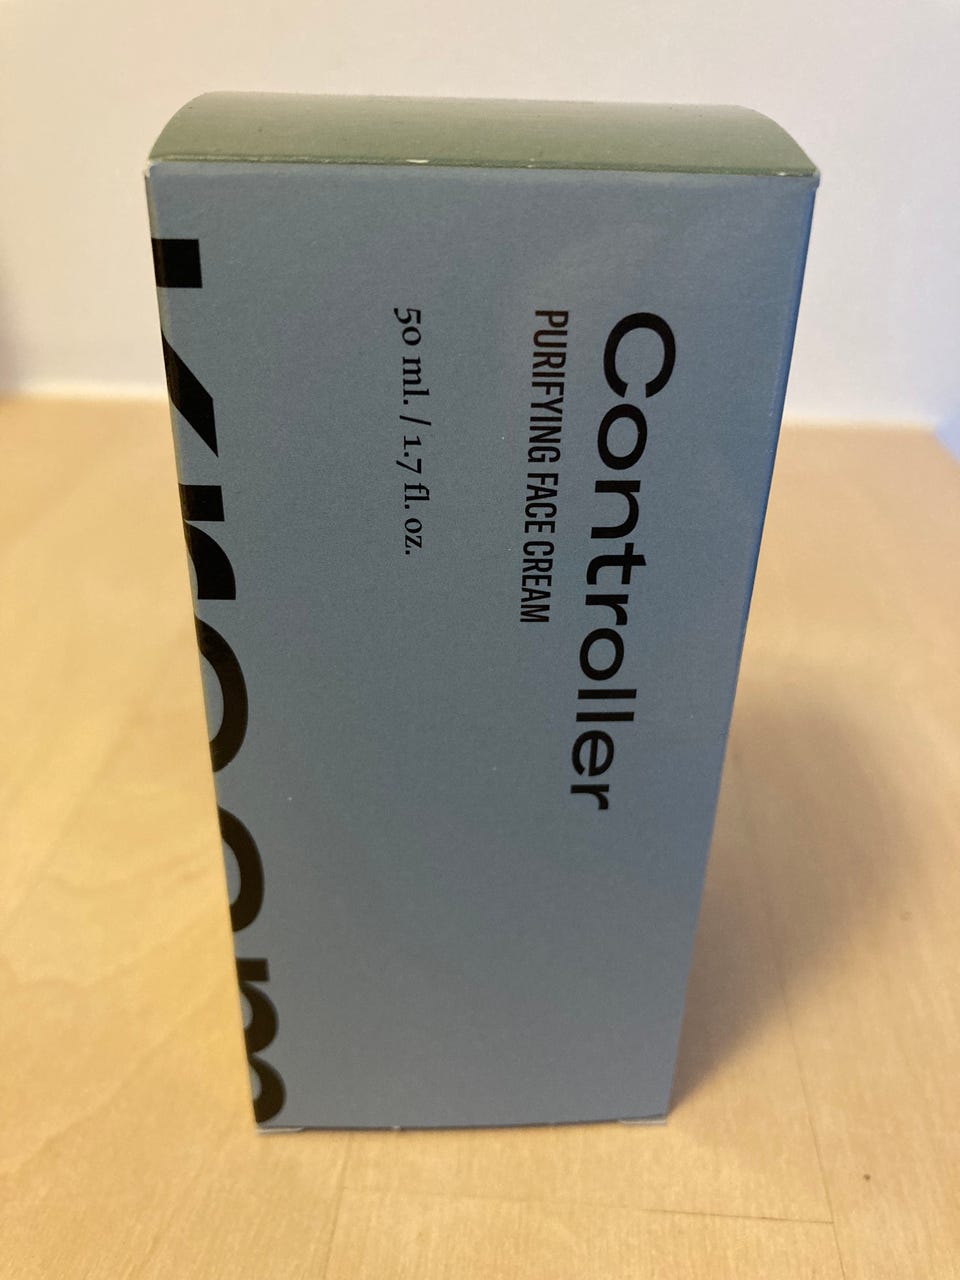 Controller
PURIFYING FACE CREAM
50 ml. / 1.7 fl. oz.